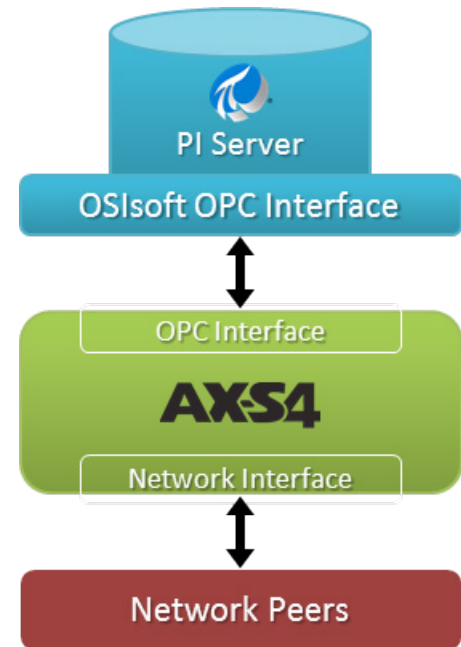 PI Server
OSIsoft OPC Interface
OPC Interface
AX-S4
Network Interface
Network Peers